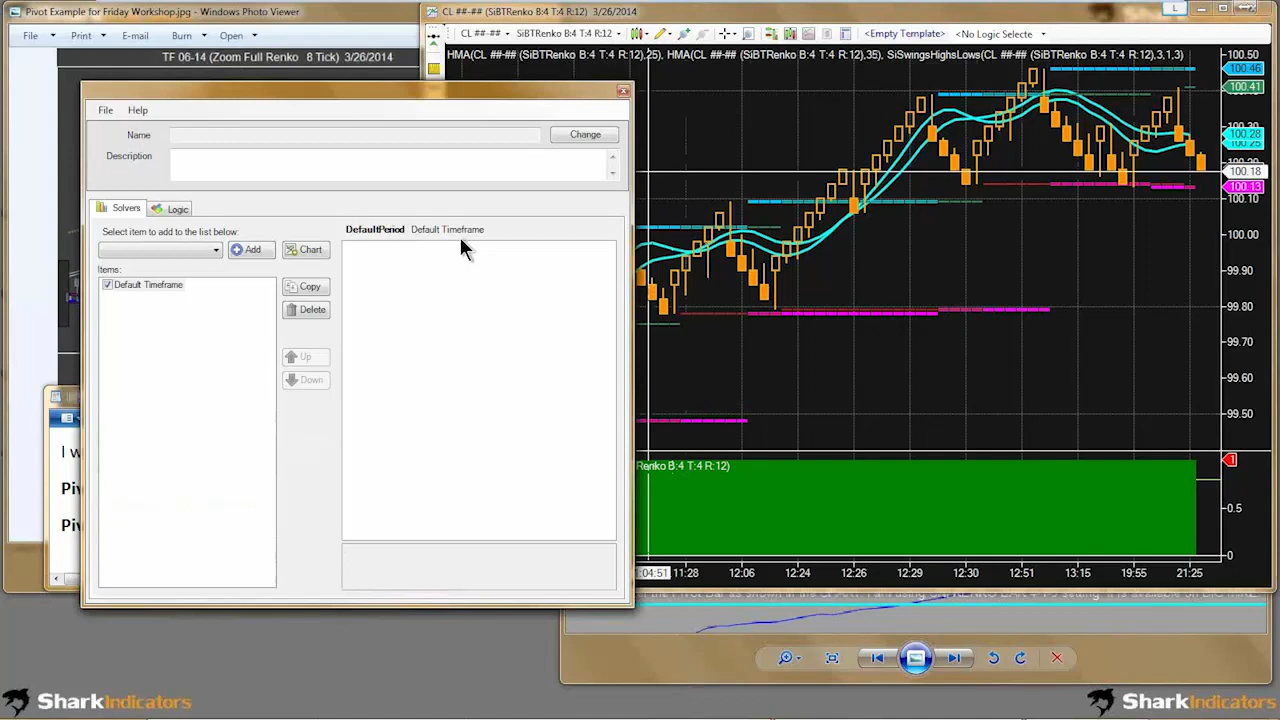 Pivot Example for Friday Workshop.jpg - Windows Photo Viewer
File Print E-mail Burn Open
TF 06-14 (Zoom Full Renko 8 Tick) 3/26/2014
CL ##-## (SiBTRenko B:4 T:4 R:12) 3/26/2014
CL ##-## SiBTRenko B:4 T:4 R:12 <Empty Template> <No Logic Selecte
HMA(CL ##-## (SiBTRenko B:4 T:4 R:12),25), HMA(CL ##-## (SiBTRenko B:4 T:4 R:12),35), SiSwingsHighsLows(CL ##-## (SiBTRenko B:4 T:4 R:12),3,1,3)
File Help
Name Change
Description
Solvers Logic
Select item to add to the list below:
Add Chart
Items:
Default Timeframe
Copy
Delete
Up
Down
DefaultPeriod Default Timeframe
I w
Piv
Piv
100.50
100.46
100.41
100.30
100.28
100.25
100.18
100.13
100.10
100.00
99.90
99.80
99.70
99.60
99.50
Renko B:4 T:4 R:12)
1
0.5
0
:04:51 11:28 12:06 12:24 12:26 12:29 12:30 12:51 13:15 19:55 21:25
SharkIndicators
SharkIndicators